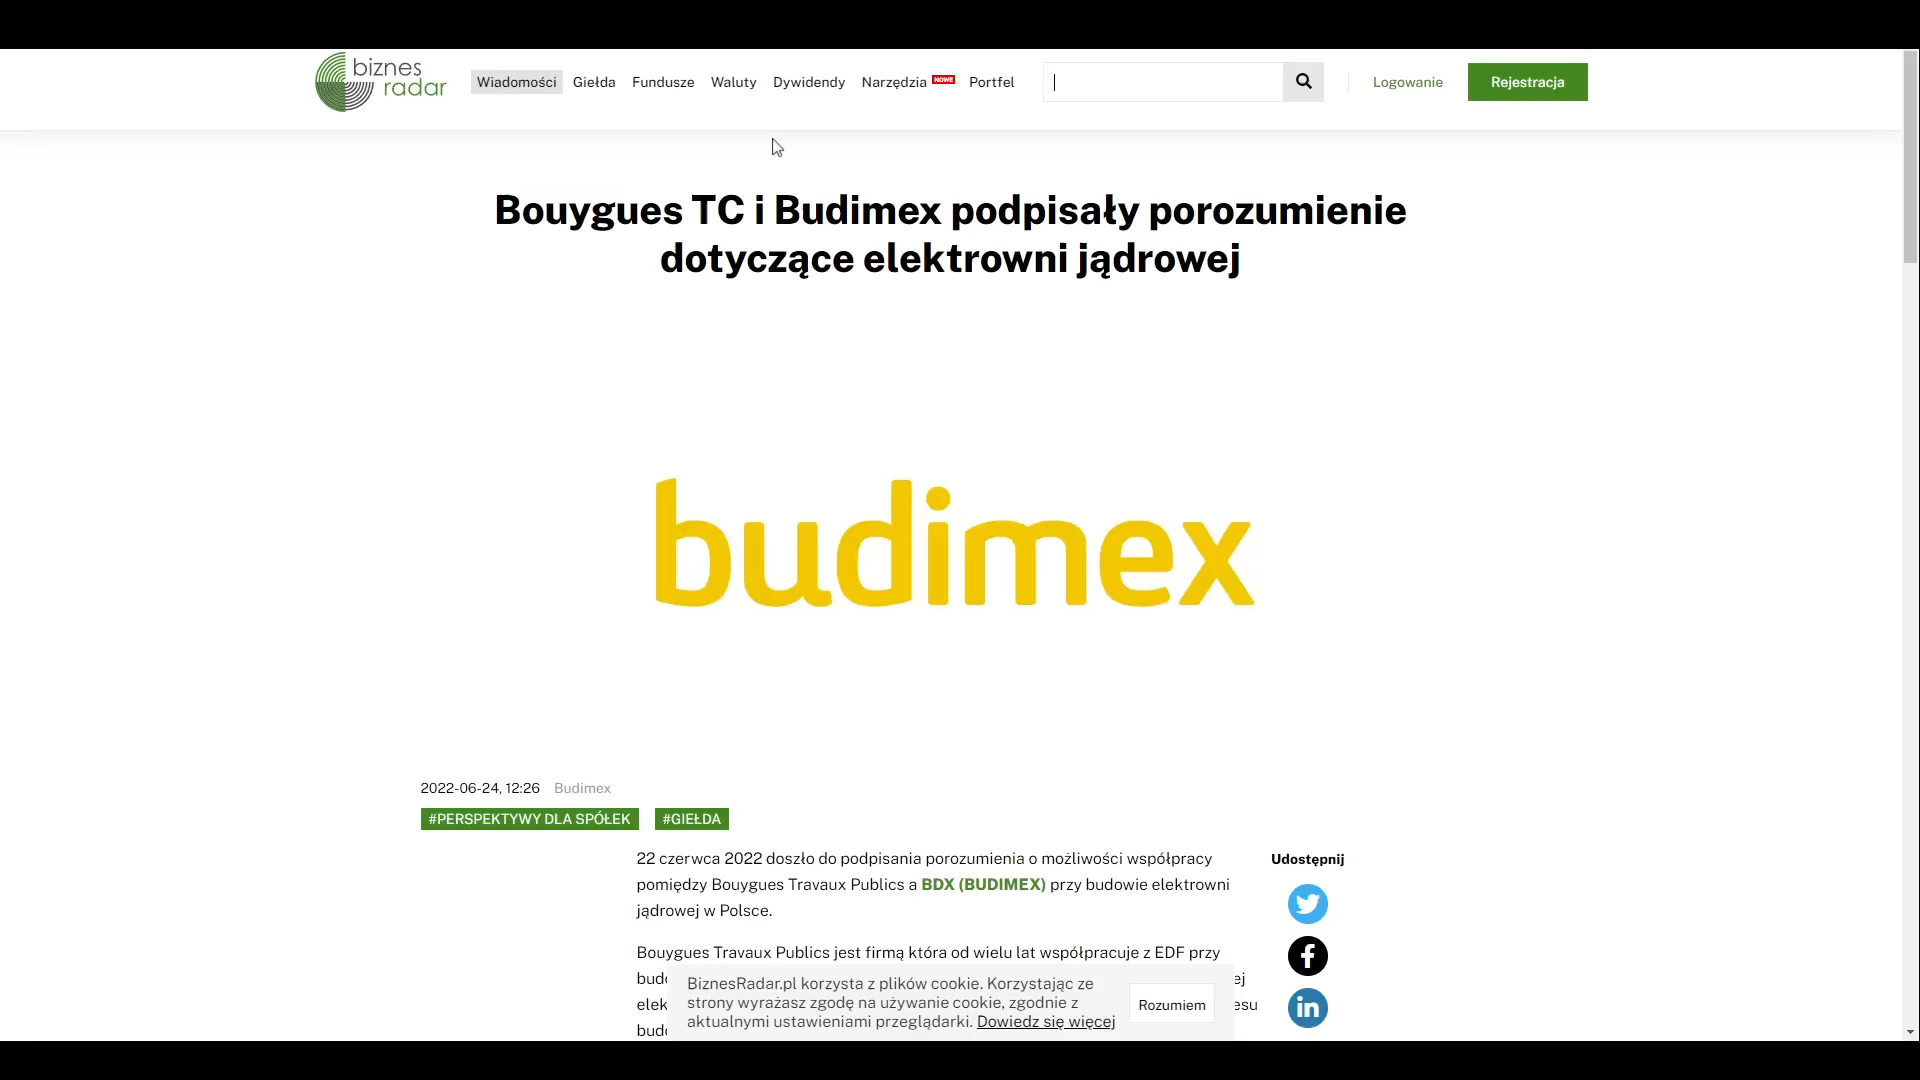 biznes
radar
Wiadomości Giełda Fundusze Waluty Dywidendy Narzędzia NOWE Portfel Logowanie Rejestracja
Bouygues TC i Budimex podpisały porozumienie
dotyczące elektrowni jądrowej
budimex
2022-06-24, 12:26 Budimex
#PERSPEKTYWY DLA SPÓŁEK #GIEŁDA
22 czerwca 2022 doszło do podpisania porozumienia o możliwości współpracy
pomiędzy Bouygues Travaux Publics a BDX (BUDIMEX) przy budowie elektrowni
jądrowej w Polsce.
Udostępnij
Bouygues Travaux Publics jest firmą która od wielu lat współpracuje z EDF przy
BiznesRadar.pl korzysta z plików cookie. Korzystając ze
strony wyrażasz zgodę na używanie cookie, zgodnie z
aktualnymi ustawieniami przeglądarki. Dowiedz się więcej
Rozumiem